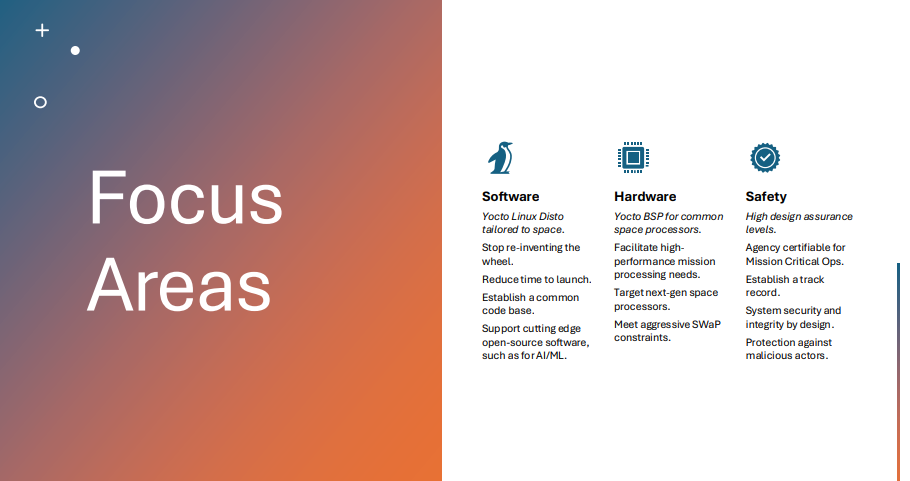 Focus
Areas
Software
Yocto Linux Disto
tailored to space.
Stop re-inventing the
wheel.
Reduce time to launch.
Establish a common
code base.
Support cutting edge
open-source software,
such as for AI/ML.
Hardware
Yocto BSP for common
space processors.
Facilitate high-
performance mission
processing needs.
Target next-gen space
processors.
Meet aggressive SWaP
constraints.
Safety
High design assurance
levels.
Agency certifiable for
Mission Critical Ops.
Establish a track
record.
System security and
integrity by design.
Protection against
malicious actors.